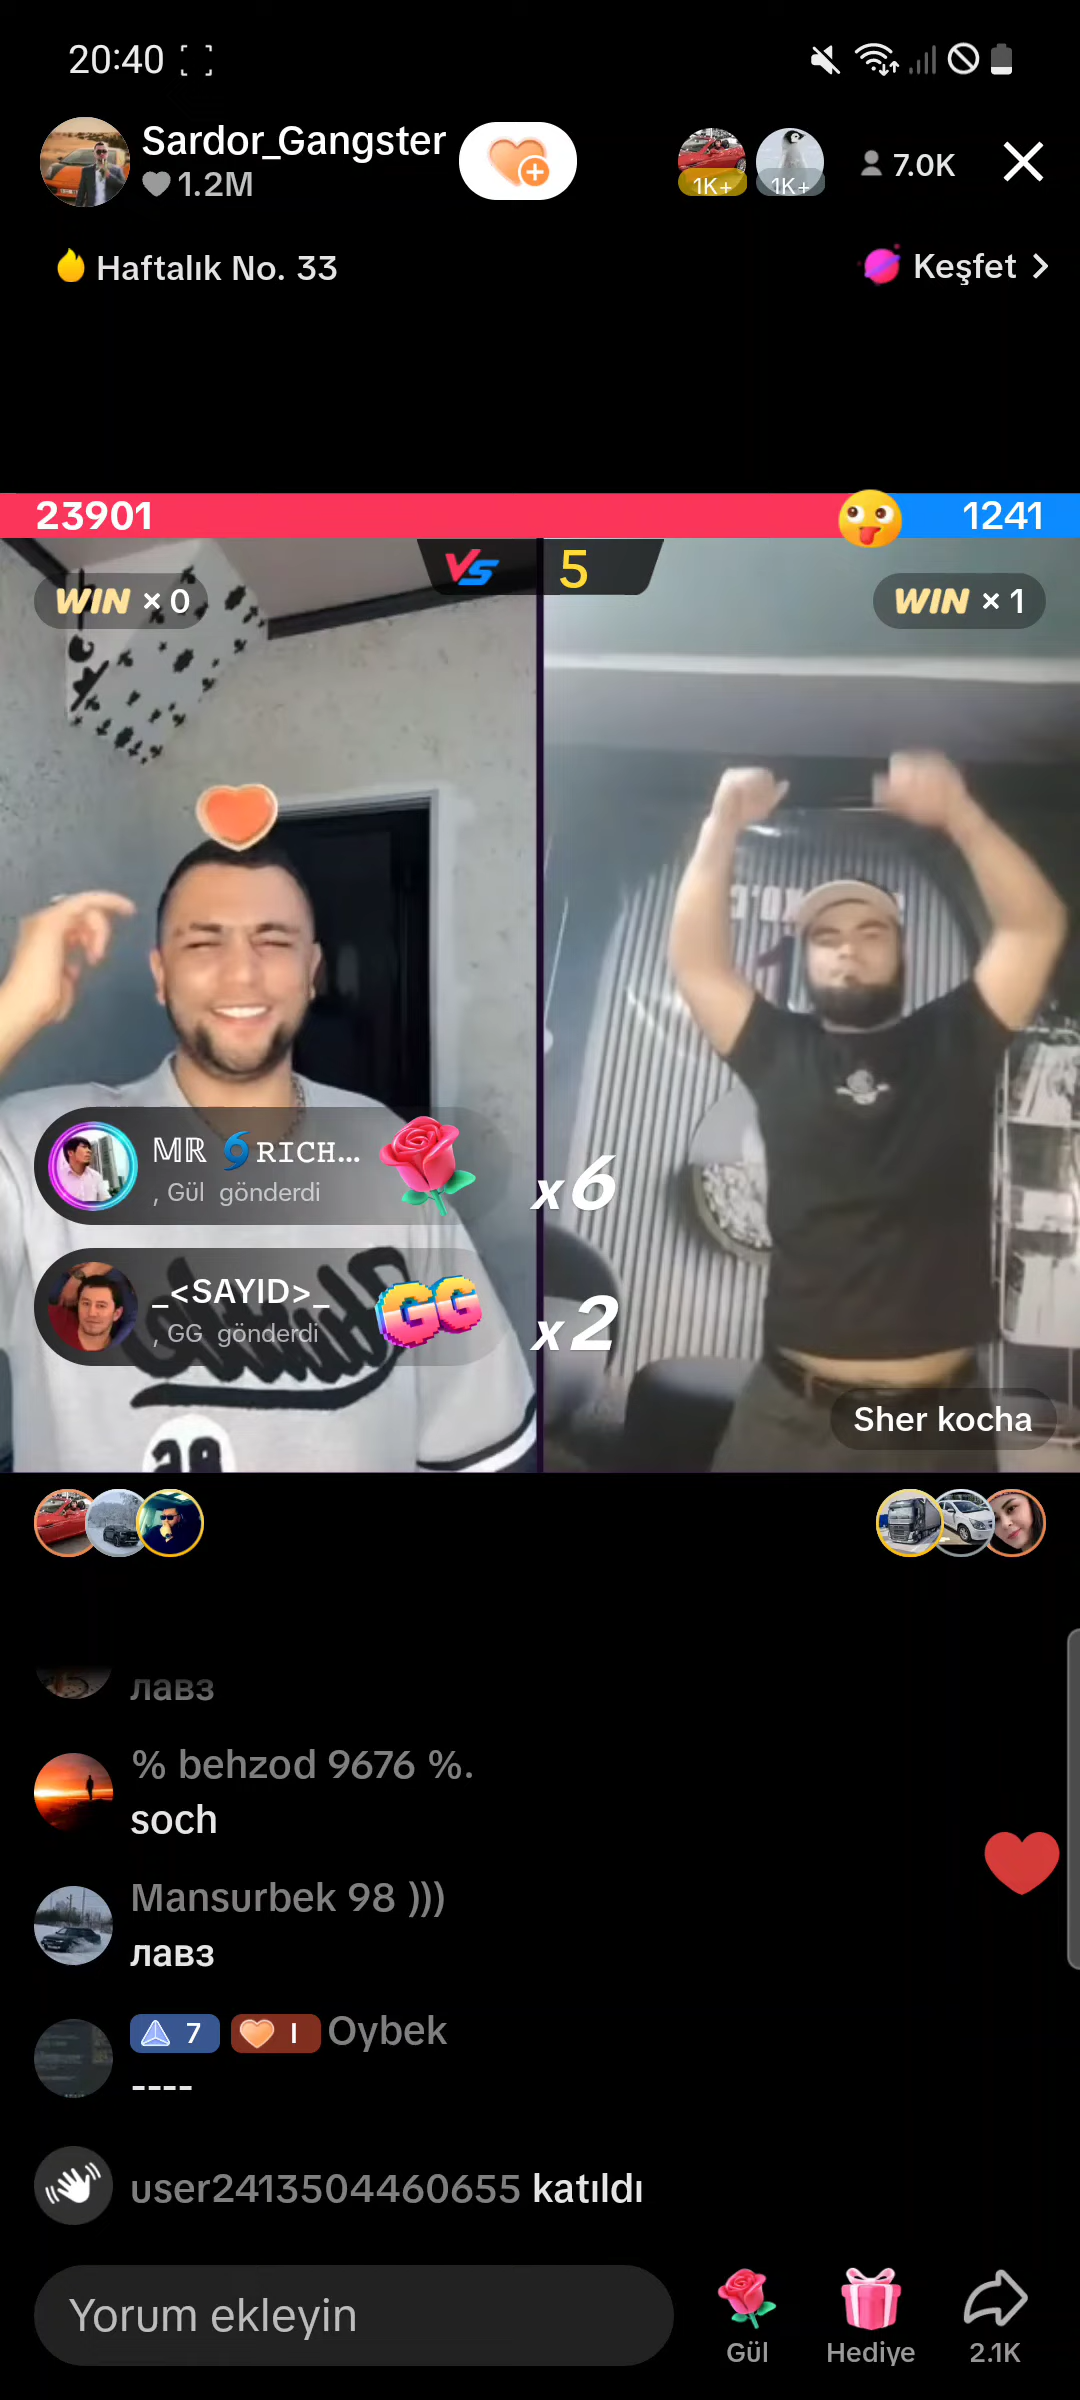 20:40
Sardor_Gangster
1.2M
1K+
1K+
7.0K
Haftalık No. 33
Keşfet
23901
1241
VS
5
WIN × 0
WIN × 1
MR RICH...
, Gül gönderdi
x6
_<SAYID>_
, GG gönderdi
GG
x2
Sher kocha
лавз
% behzod 9676 %.
soch
Mansurbek 98 )))
лавз
7 I Oybek
----
user2413504460655 katıldı
Yorum ekleyin
Gül
Hediye
2.1K